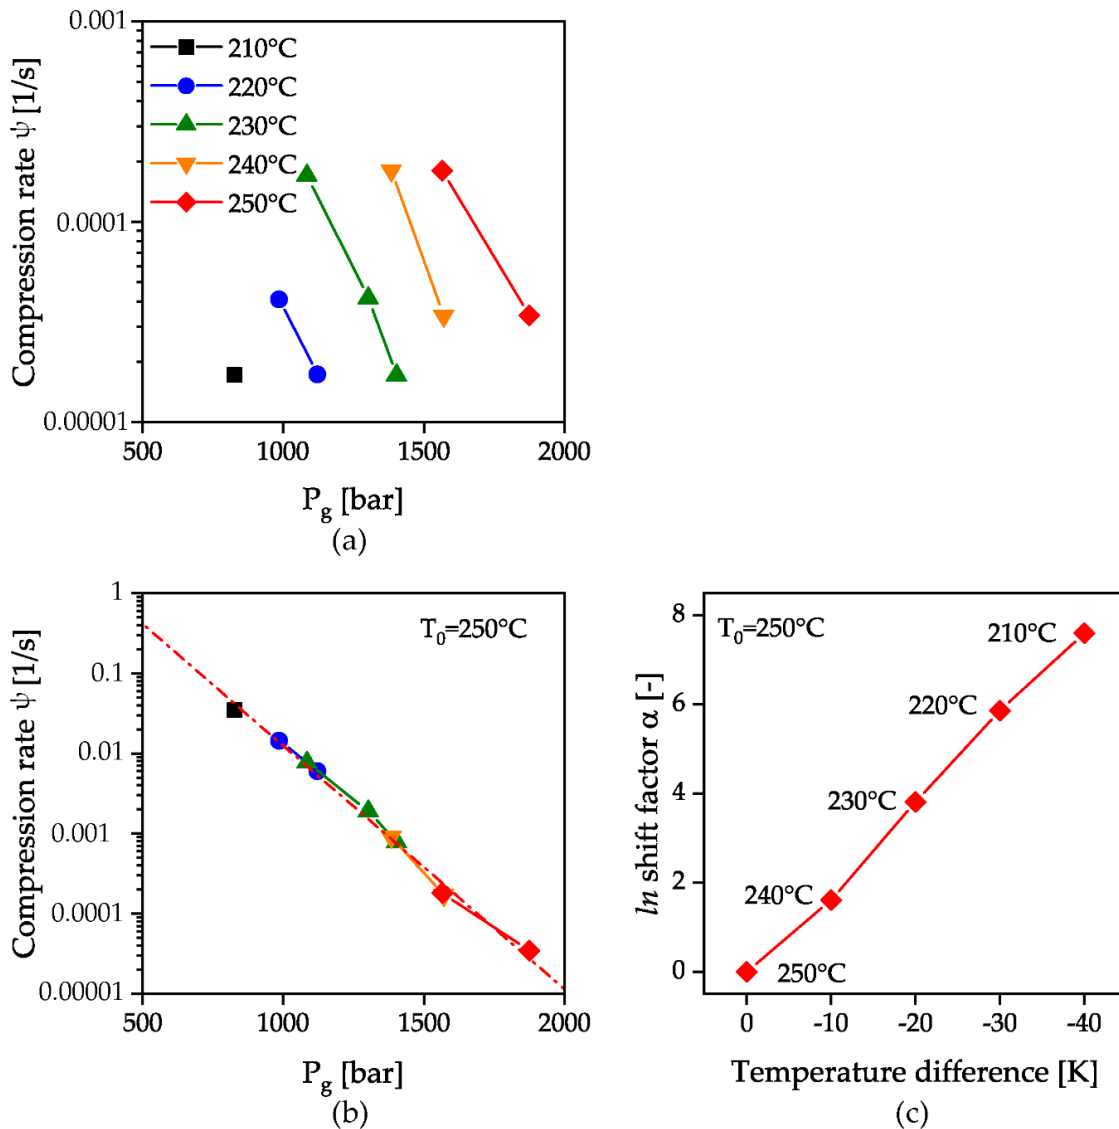 Compression rate ψ [1/s]
0.001
0.0001
0.00001
210°C
220°C
230°C
240°C
250°C
500
1000
1500
2000
P_g [bar]
(a)
Compression rate ψ [1/s]
1
0.1
0.01
0.001
0.0001
0.00001
T_0=250°C
500
1000
1500
2000
P_g [bar]
(b)
ln shift factor α [-]
8
6
4
2
0
T_0=250°C
210°C
220°C
230°C
240°C
250°C
0
-10
-20
-30
-40
Temperature difference [K]
(c)